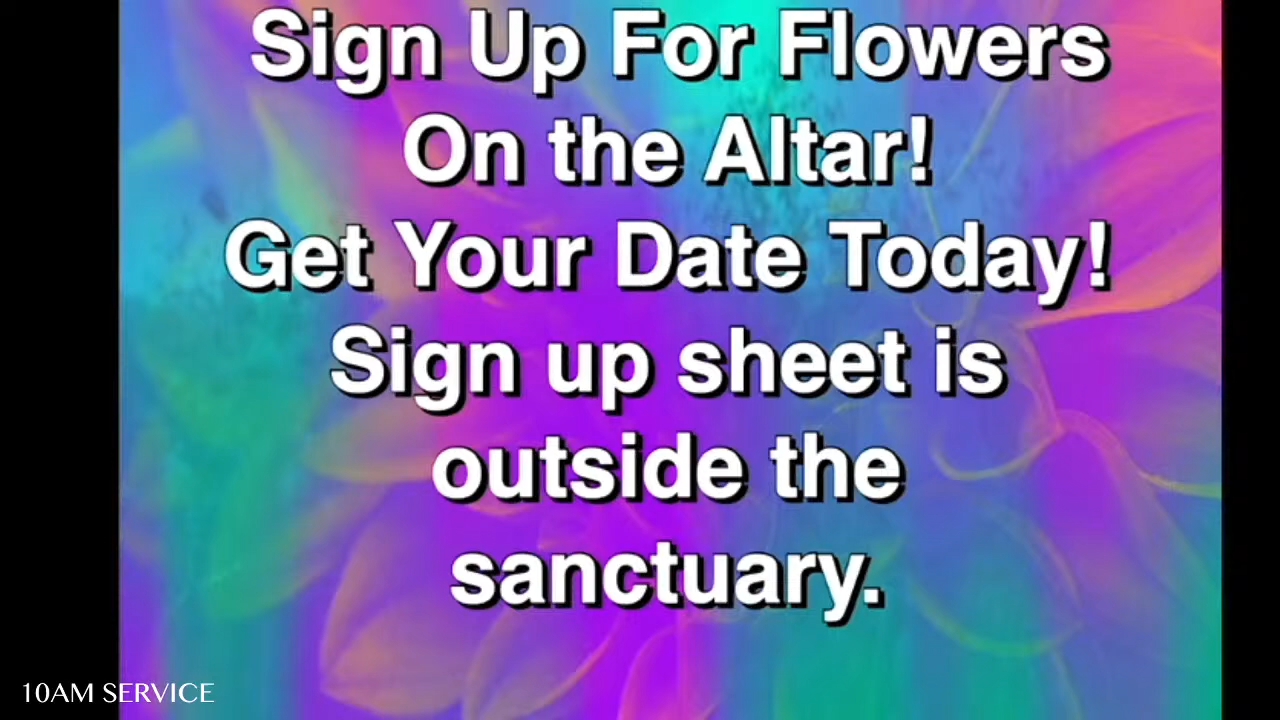 Sign Up For Flowers
On the Altar!
Get Your Date Today!
Sign up sheet is
outside the
sanctuary.
10AM SERVICE